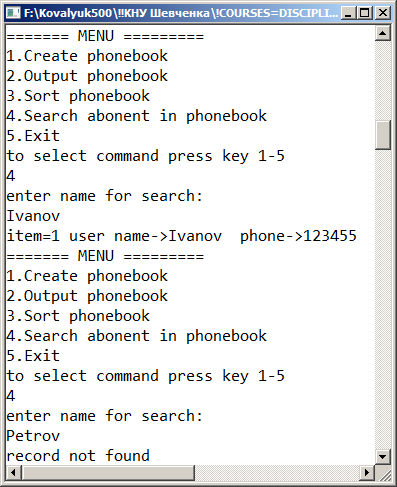 F:\Kovalyuk500\!!КНУ Шевченка\!COURSES=DISCIPLI...
======= MENU =========
1.Create phonebook
2.Output phonebook
3.Sort phonebook
4.Search abonent in phonebook
5.Exit
to select command press key 1-5
4
enter name for search:
Ivanov
item=1 user name->Ivanov  phone->123455
======= MENU =========
1.Create phonebook
2.Output phonebook
3.Sort phonebook
4.Search abonent in phonebook
5.Exit
to select command press key 1-5
4
enter name for search:
Petrov
record not found